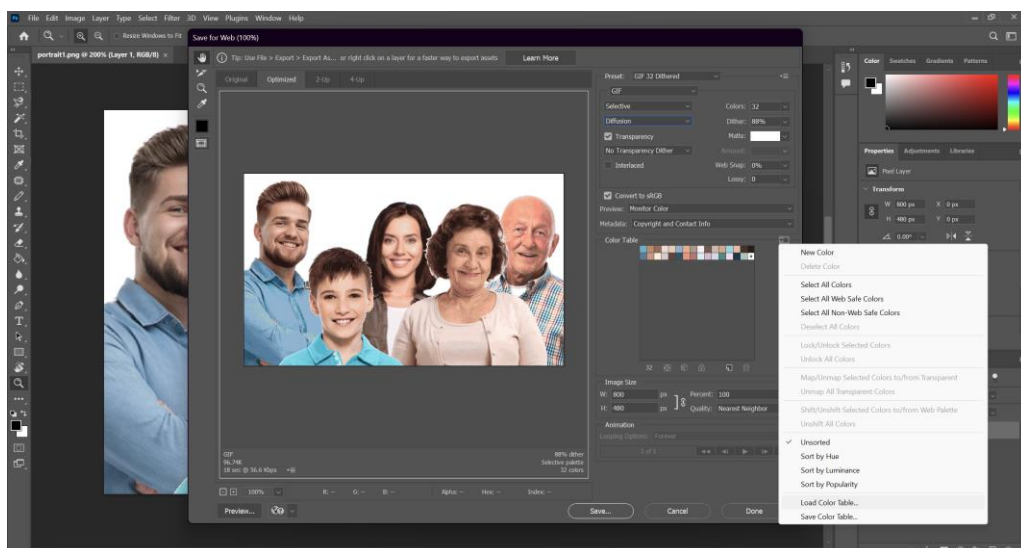 File Edit Image Layer Type Select Filter 3D View Plugins Window Help
Resize Windows to Fit
portrait1.png @ 200% (Layer 1, RGB/8) ×
Save for Web (100%)
Tip: Use File > Export > Export As... or right click on a layer for a faster way to export assets Learn More
Original Optimized 2-Up 4-Up
Preset: GIF 32 Dithered
GIF
Selective Colors: 32
Diffusion Dither: 88%
Transparency Matte:
No Transparency Dither Amount:
Interlaced Web Snap: 0%
Lossy: 0
Convert to sRGB
Preview: Monitor Color
Metadata: Copyright and Contact Info
Color Table
32
Image Size
W: 800 px Percent: 100
H: 480 px Quality: Nearest Neighbor
Animation
Looping Options: Forever
1 of 1
GIF
96.74K
18 sec @ 56.6 Kbps
88% dither
Selective palette
32 colors
100% R: -- G: -- B: -- Alpha: -- Hex: -- Index: --
Preview... Save... Cancel Done
Color Swatches Gradients Patterns
Properties Adjustments Libraries
Pixel Layer
Transform
W 800 px X 0 px
H 480 px Y 0 px
0.00°
New Color
Delete Color
Select All Colors
Select All Web Safe Colors
Select All Non-Web Safe Colors
Deselect All Colors
Lock/Unlock Selected Colors
Unlock All Colors
Map/Unmap Selected Colors to/from Transparent
Unmap All Transparent Colors
Shift/Unshift Selected Colors to/from Web Palette
Unshift All Colors
Unsorted
Sort by Hue
Sort by Luminance
Sort by Popularity
Load Color Table...
Save Color Table...